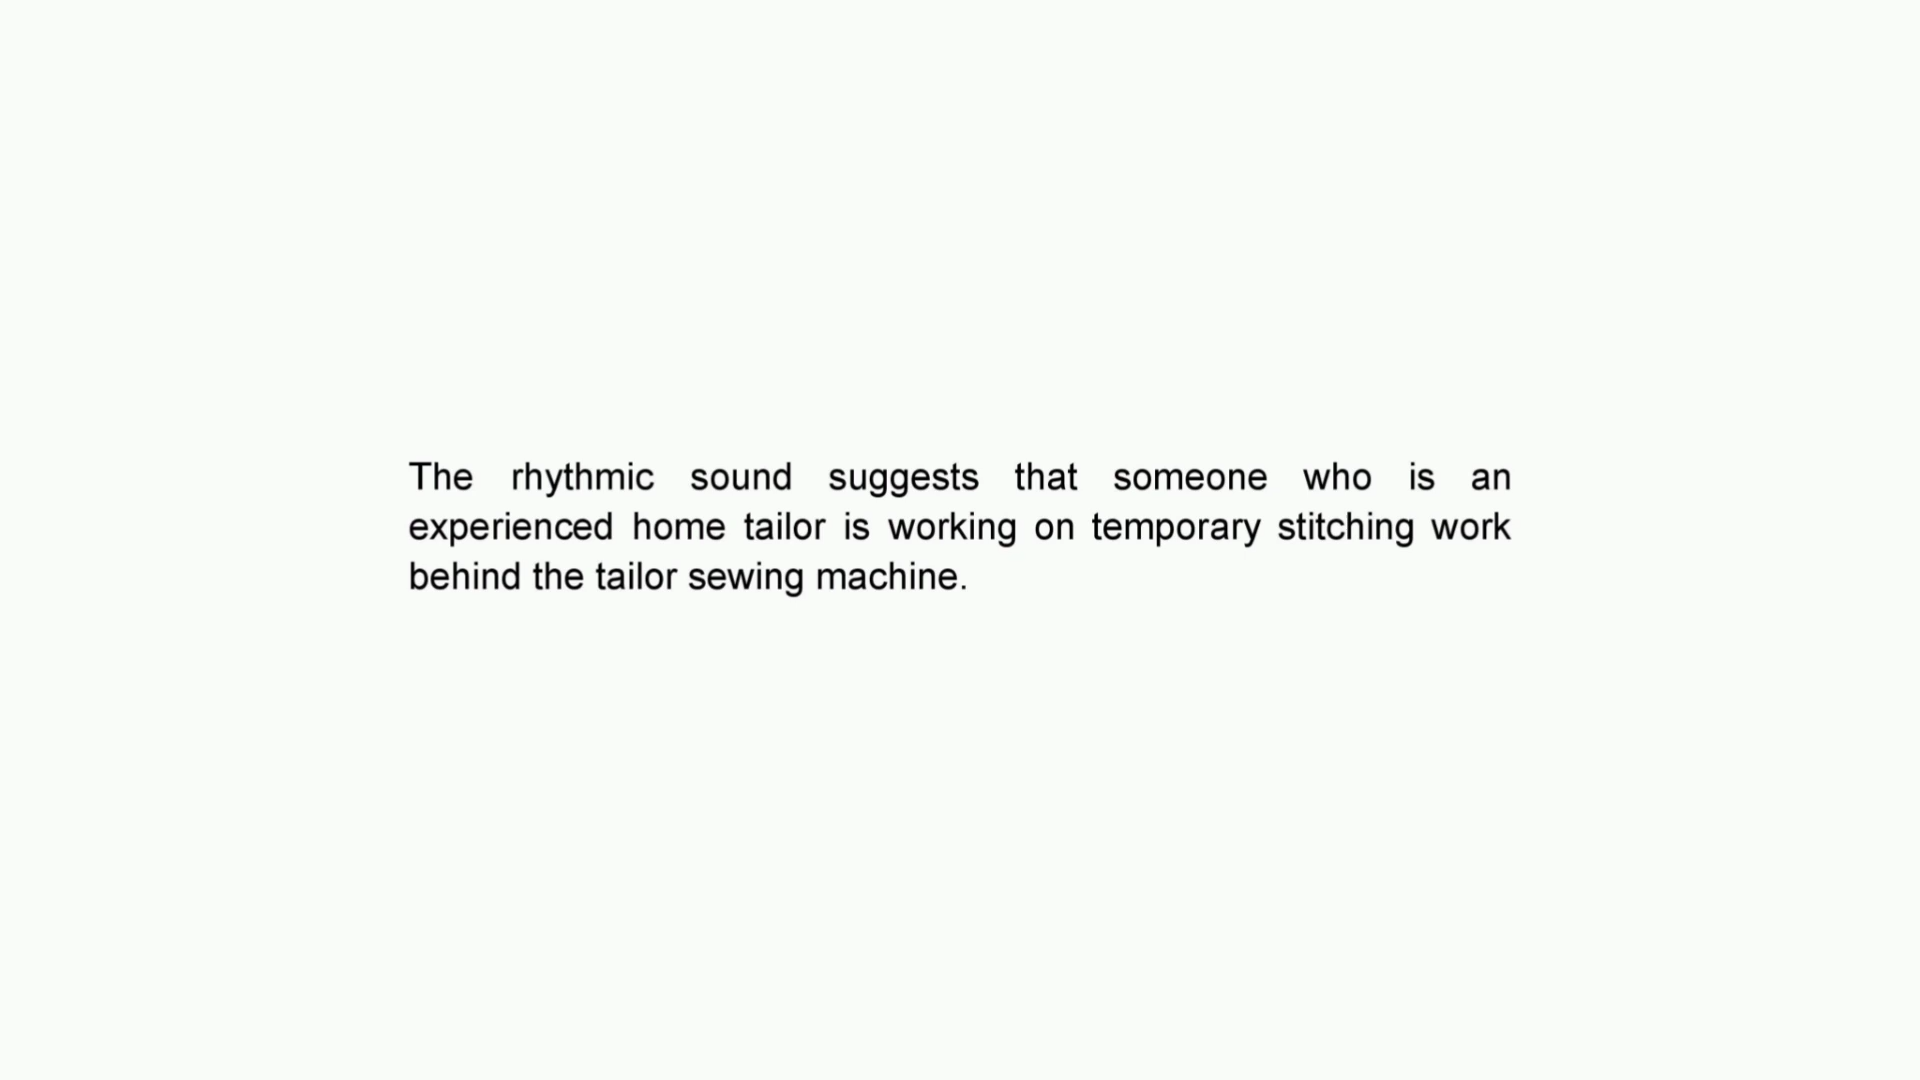 The rhythmic sound suggests that someone who is an
experienced home tailor is working on temporary stitching work
behind the tailor sewing machine.